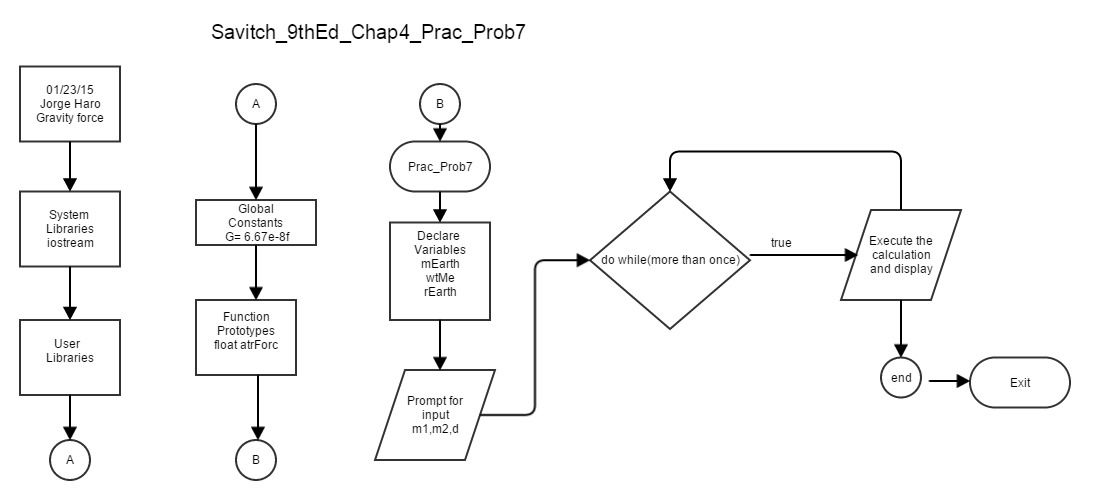 Savitch_9thEd_Chap4_Prac_Prob7
01/23/15
Jorge Haro
Gravity force
System
Libraries
iostream
User
Libraries
A
A
Global
Constants
G= 6.67e-8f
Function
Prototypes
float atrForc
B
B
Prac_Prob7
Declare
Variables
mEarth
wtMe
rEarth
Prompt for
input
m1,m2,d
do while(more than once)
true
Execute the
calculation
and display
end
Exit